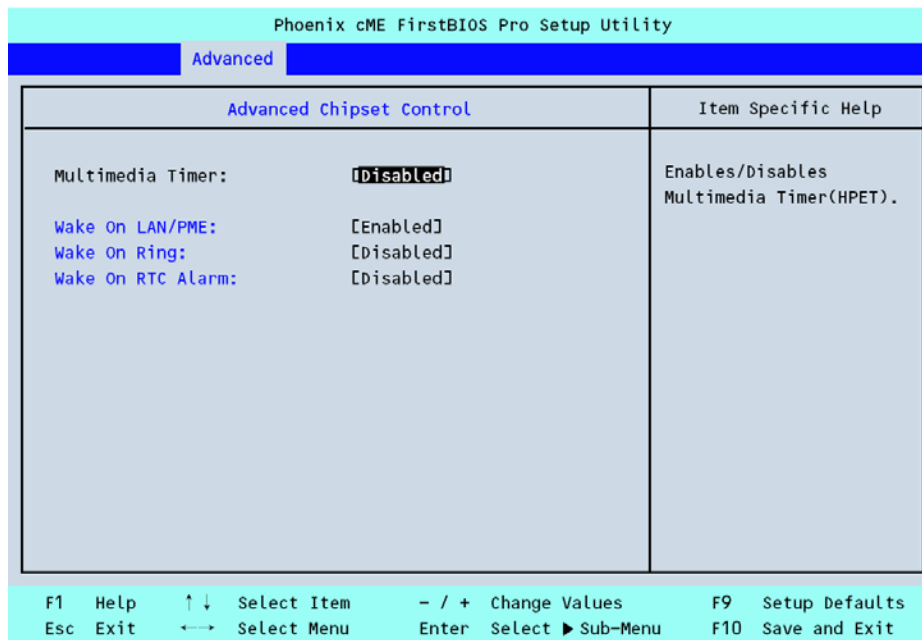 Phoenix cME FirstBIOS Pro Setup Utility
Advanced
Advanced Chipset Control
Item Specific Help
Multimedia Timer: [Disabled]
Wake On LAN/PME: [Enabled]
Wake On Ring: [Disabled]
Wake On RTC Alarm: [Disabled]
Enables/Disables
Multimedia Timer(HPET).
F1 Help ↑↓ Select Item - / + Change Values F9 Setup Defaults
Esc Exit ←→ Select Menu Enter Select ▶ Sub-Menu F10 Save and Exit